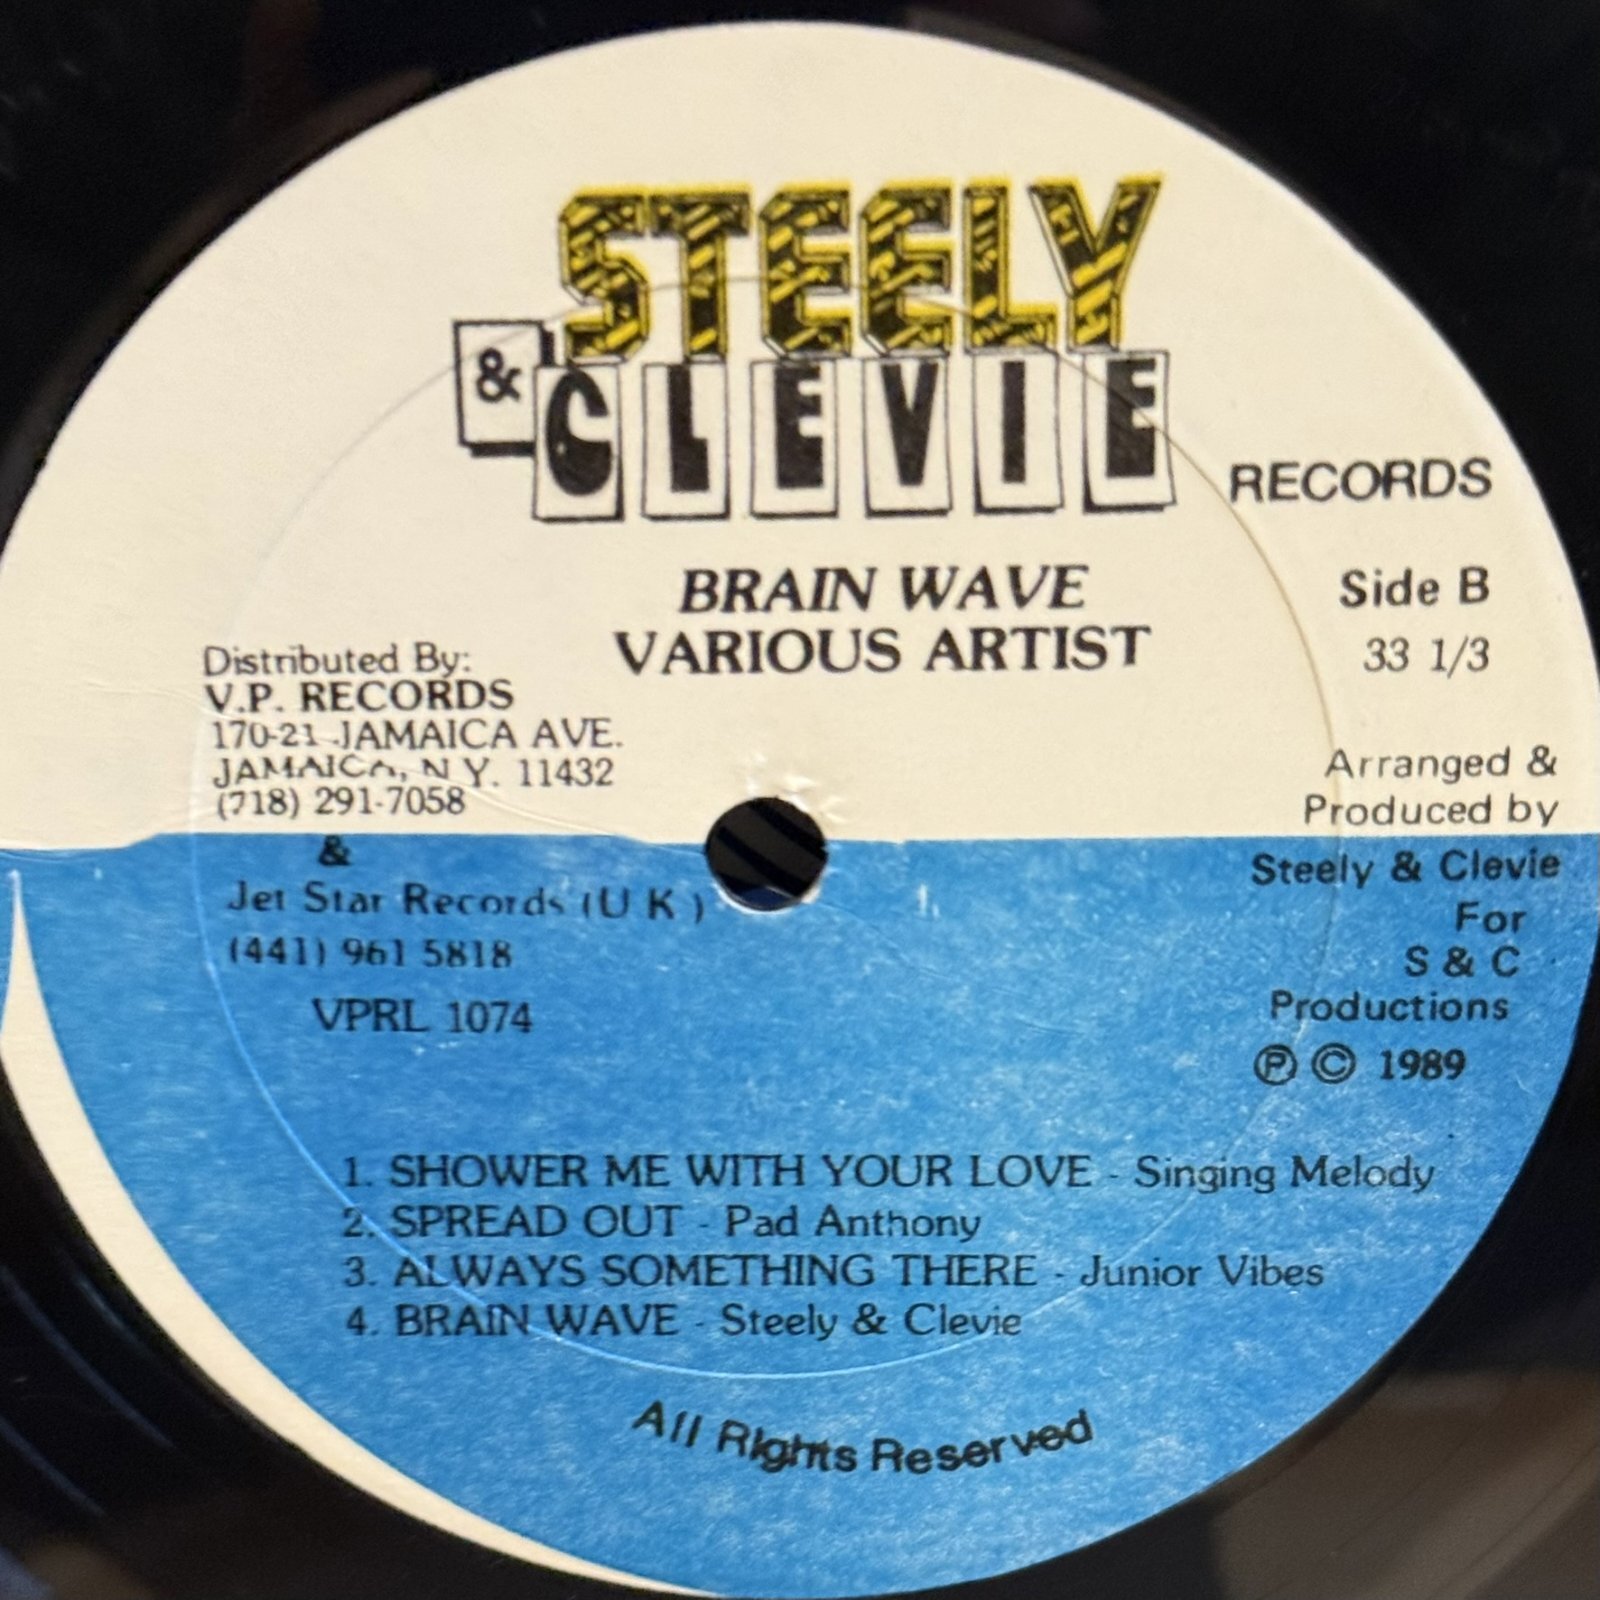 STEELY
& CLEVIE
RECORDS
BRAIN WAVE
VARIOUS ARTIST
Side B
33 1/3
Distributed By:
V.P. RECORDS
170-21 JAMAICA AVE.
JAMAICA, N.Y. 11432
(718) 291-7058
&
Jet Star Records (U K )
(441) 961 5818
VPRL 1074
Arranged &
Produced by
Steely & Clevie
For
S & C
Productions
Ⓟ © 1989
1. SHOWER ME WITH YOUR LOVE - Singing Melody
2. SPREAD OUT - Pad Anthony
3. ALWAYS SOMETHING THERE - Junior Vibes
4. BRAIN WAVE - Steely & Clevie
All Rights Reserved